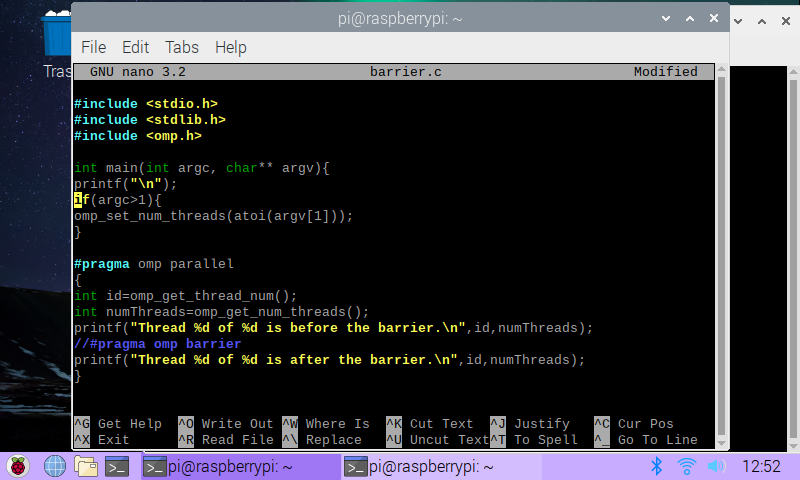 pi@raspberrypi: ~
Tras
File Edit Tabs Help
GNU nano 3.2 barrier.c Modified
#include <stdio.h>
#include <stdlib.h>
#include <omp.h>
int main(int argc, char** argv){
printf("\n");
if(argc>1){
omp_set_num_threads(atoi(argv[1]));
}
#pragma omp parallel
{
int id=omp_get_thread_num();
int numThreads=omp_get_num_threads();
printf("Thread %d of %d is before the barrier.\n",id,numThreads);
//#pragma omp barrier
printf("Thread %d of %d is after the barrier.\n",id,numThreads);
}
^G Get Help ^O Write Out ^W Where Is ^K Cut Text ^J Justify ^C Cur Pos
^X Exit ^R Read File ^\ Replace ^U Uncut Text ^T To Spell ^_ Go To Line
pi@raspberrypi: ~ pi@raspberrypi: ~ 12:52